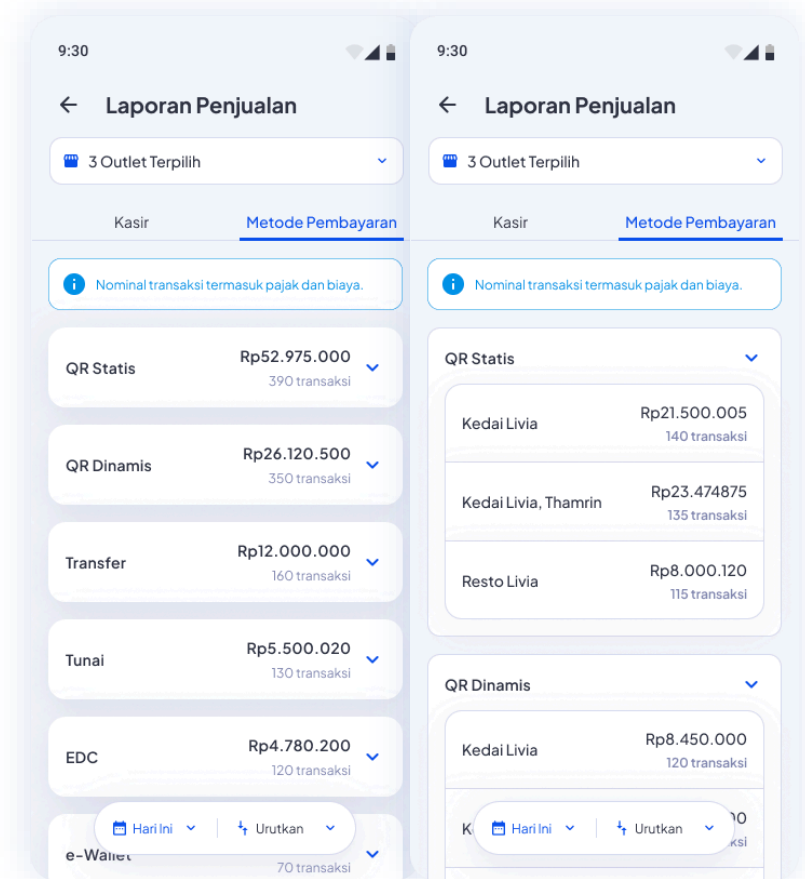 9:30
Laporan Penjualan
3 Outlet Terpilih
Kasir
Metode Pembayaran
Nominal transaksi termasuk pajak dan biaya.
QR Statis
Rp52.975.000
390 transaksi
QR Dinamis
Rp26.120.500
350 transaksi
Transfer
Rp12.000.000
160 transaksi
Tunai
Rp5.500.020
130 transaksi
EDC
Rp4.780.200
120 transaksi
Hari Ini
Urutkan
e-Wallet
70 transaksi
9:30
Laporan Penjualan
3 Outlet Terpilih
Kasir
Metode Pembayaran
Nominal transaksi termasuk pajak dan biaya.
QR Statis
Kedai Livia
Rp21.500.005
140 transaksi
Kedai Livia, Thamrin
Rp23.474875
135 transaksi
Resto Livia
Rp8.000.120
115 transaksi
QR Dinamis
Kedai Livia
Rp8.450.000
120 transaksi
Hari Ini
Urutkan